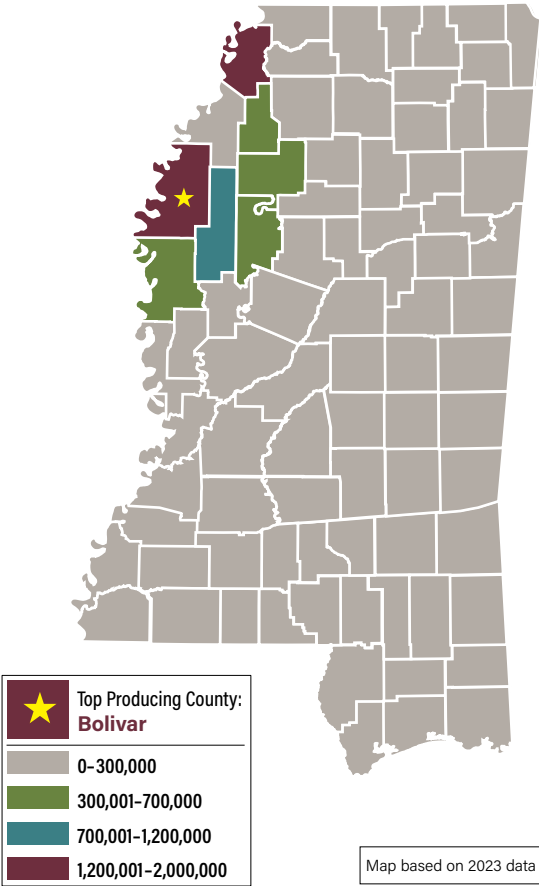 Top Producing County:
Bolivar
0–300,000
300,001–700,000
700,001–1,200,000
1,200,001–2,000,000
Map based on 2023 data